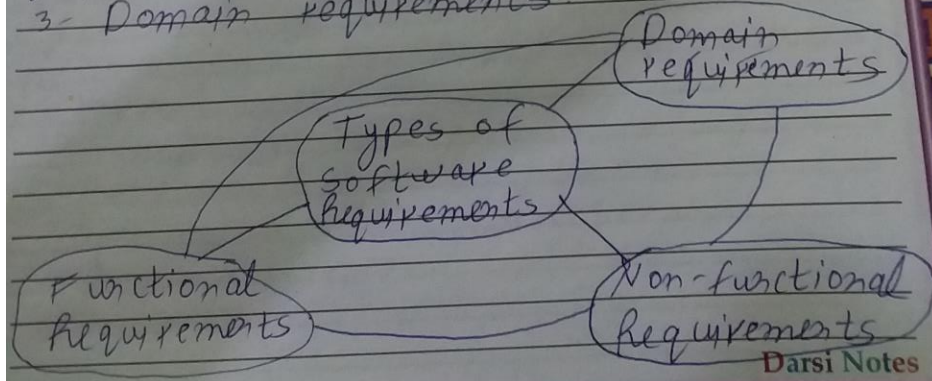 3- Domain requirements.
Domain
requirements
Types of
Software
Requirements
Functional
Requirements
Non-functional
Requirements
Darsi Notes